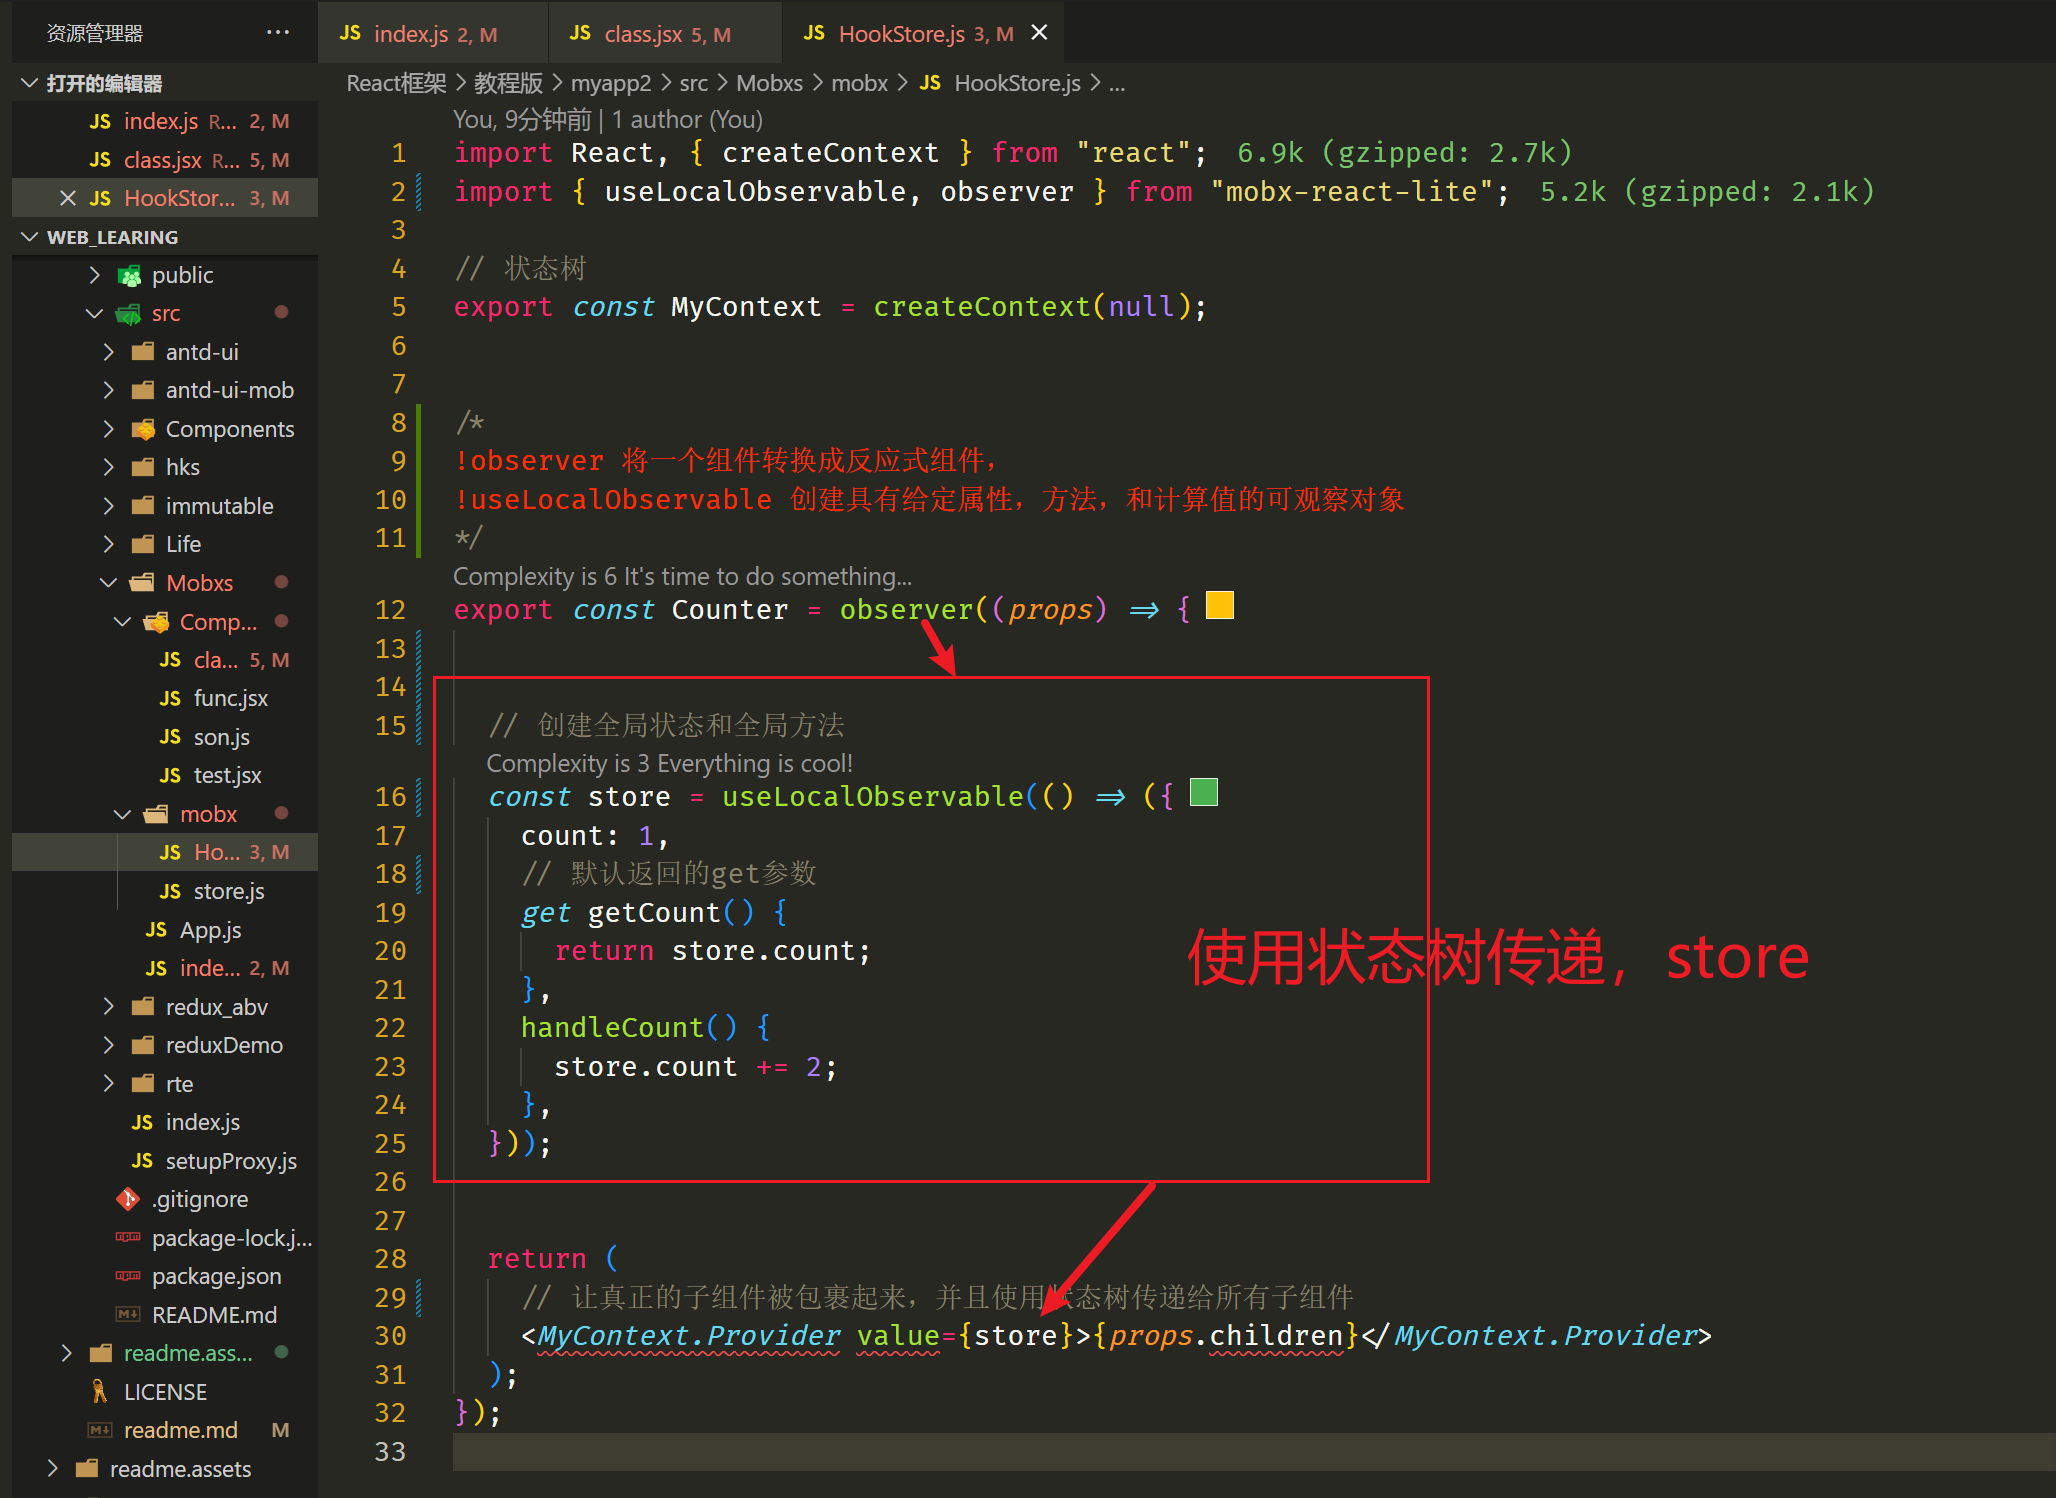 资源管理器 ···
打开的编辑器
JS index.js R... 2, M
JS class.jsx R... 5, M
JS HookStor... 3, M
WEB_LEARING
public
src
antd-ui
antd-ui-mob
Components
hks
immutable
Life
Mobxs
Comp...
JS cla... 5, M
JS func.jsx
JS son.js
JS test.jsx
mobx
JS Ho... 3, M
JS store.js
JS App.js
JS inde... 2, M
redux_abv
reduxDemo
rte
JS index.js
JS setupProxy.js
.gitignore
package-lock.j...
package.json
README.md
readme.ass...
LICENSE
readme.md M
readme.assets
JS index.js 2, M JS class.jsx 5, M JS HookStore.js 3, M
React框架 > 教程版 > myapp2 > src > Mobxs > mobx > JS HookStore.js > ...
You, 9分钟前 | 1 author (You)
1 import React, { createContext } from "react"; 6.9k (gzipped: 2.7k)
2 import { useLocalObservable, observer } from "mobx-react-lite"; 5.2k (gzipped: 2.1k)
3
4 // 状态树
5 export const MyContext = createContext(null);
6
7
8 /*
9 !observer 将一个组件转换成反应式组件，
10 !useLocalObservable 创建具有给定属性，方法，和计算值的可观察对象
11 */
Complexity is 6 It's time to do something...
12 export const Counter = observer((props) => {
13
14
15 // 创建全局状态和全局方法
Complexity is 3 Everything is cool!
16 const store = useLocalObservable(() => ({
17 count: 1,
18 // 默认返回的get参数
19 get getCount() {
20 return store.count;
21 },
22 handleCount() {
23 store.count += 2;
24 },
25 }));
26
27
28 return (
29 // 让真正的子组件被包裹起来，并且使用状态树传递给所有子组件
30 <MyContext.Provider value={store}>{props.children}</MyContext.Provider>
31 );
32 });
33
使用状态树传递，store